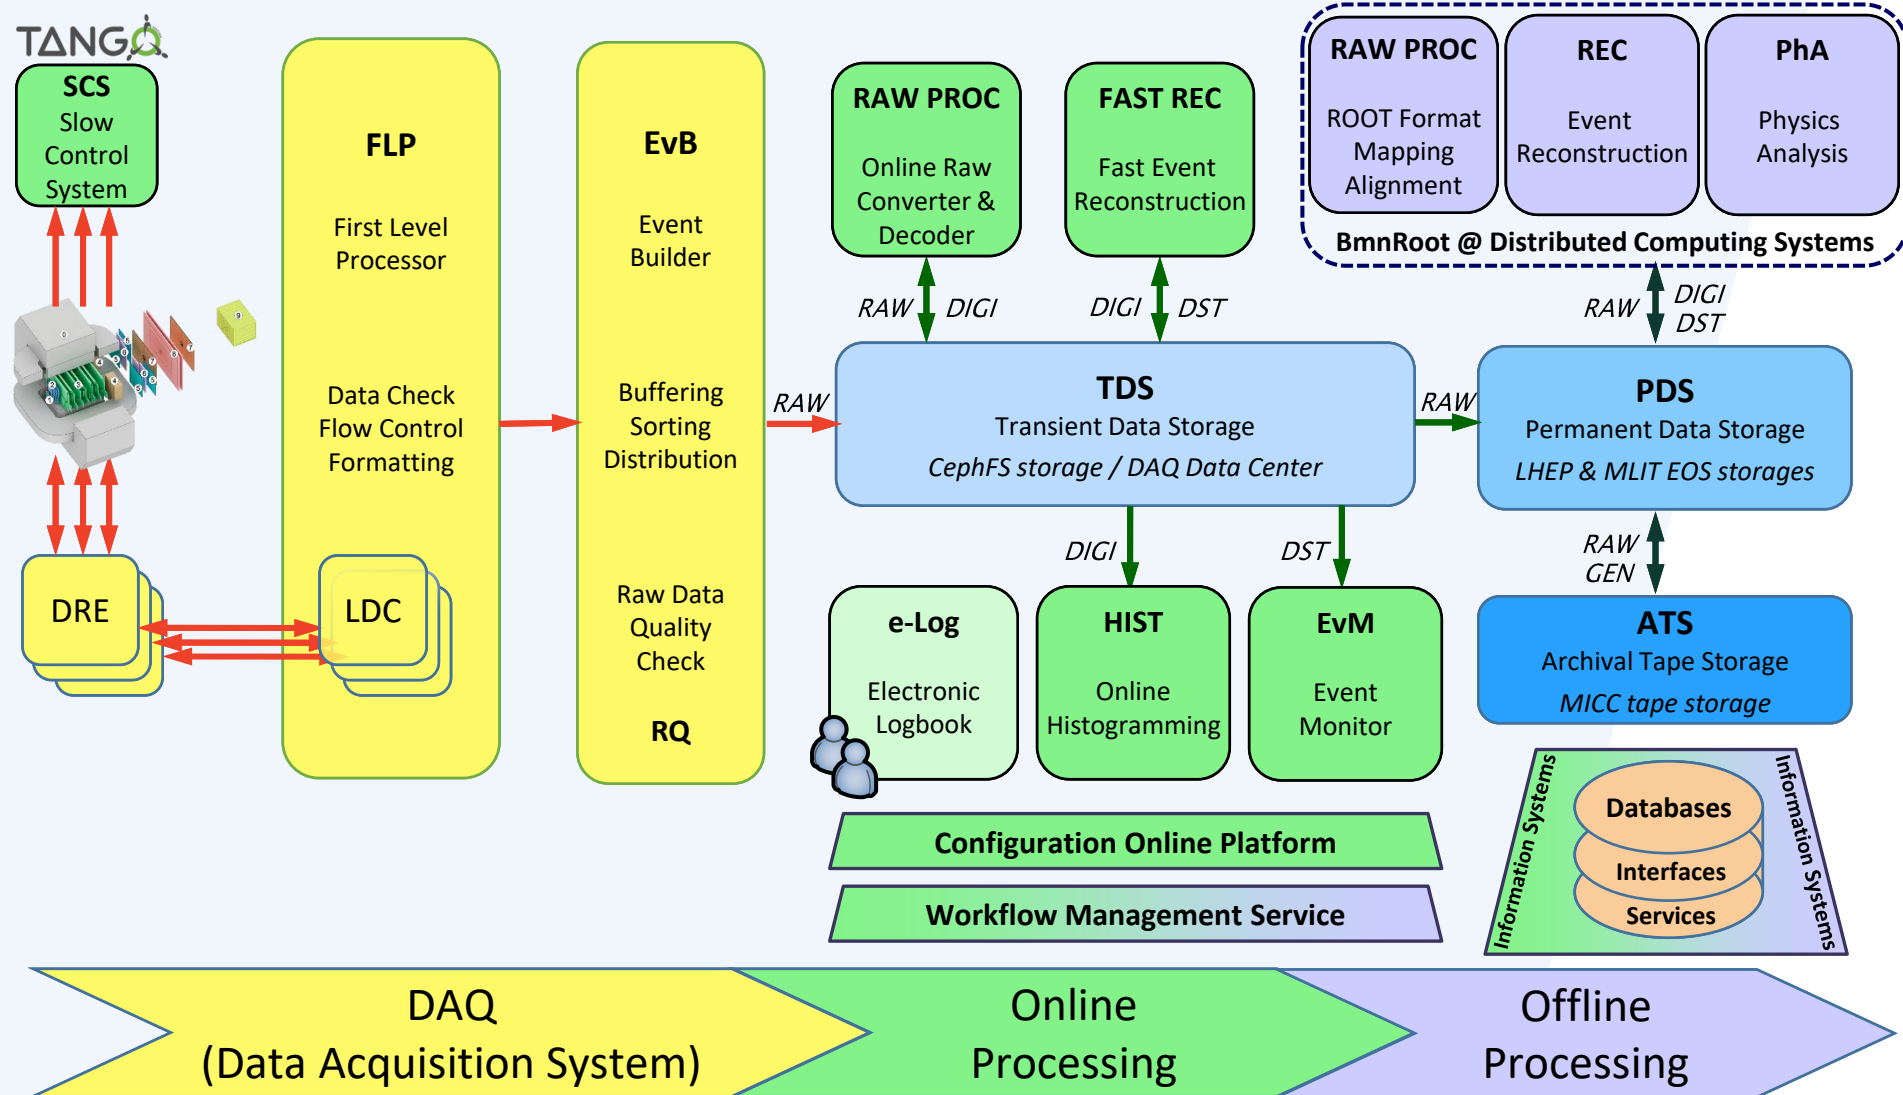 TANGO
SCS
Slow
Control
System
FLP
First Level
Processor
Data Check
Flow Control
Formatting
DRE
LDC
EvB
Event
Builder
Buffering
Sorting
Distribution
Raw Data
Quality
Check
RQ
RAW
RAW PROC
Online Raw
Converter &
Decoder
RAW DIGI
FAST REC
Fast Event
Reconstruction
DIGI DST
TDS
Transient Data Storage
CephFS storage / DAQ Data Center
DIGI
DST
e-Log
Electronic
Logbook
HIST
Online
Histogramming
EvM
Event
Monitor
Configuration Online Platform
Workflow Management Service
RAW PROC
ROOT Format
Mapping
Alignment
REC
Event
Reconstruction
PhA
Physics
Analysis
BmnRoot @ Distributed Computing Systems
RAW
DIGI
DST
RAW
PDS
Permanent Data Storage
LHEP & MLIT EOS storages
RAW
GEN
ATS
Archival Tape Storage
MICC tape storage
Information Systems
Databases
Interfaces
Services
Information Systems
DAQ
(Data Acquisition System)
Online
Processing
Offline
Processing